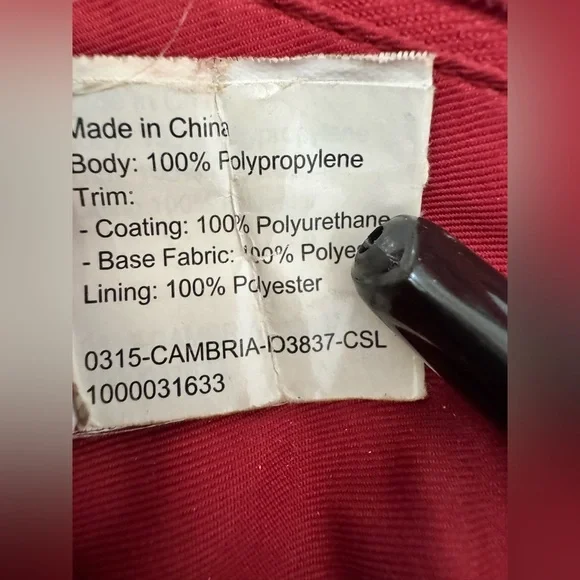 Made in China
Body: 100% Polypropylene
Trim:
- Coating: 100% Polyurethane
- Base Fabric: 100%
Lining: 100% Polyester
0315-CAMBRIA-D3837-CSL
1000031633